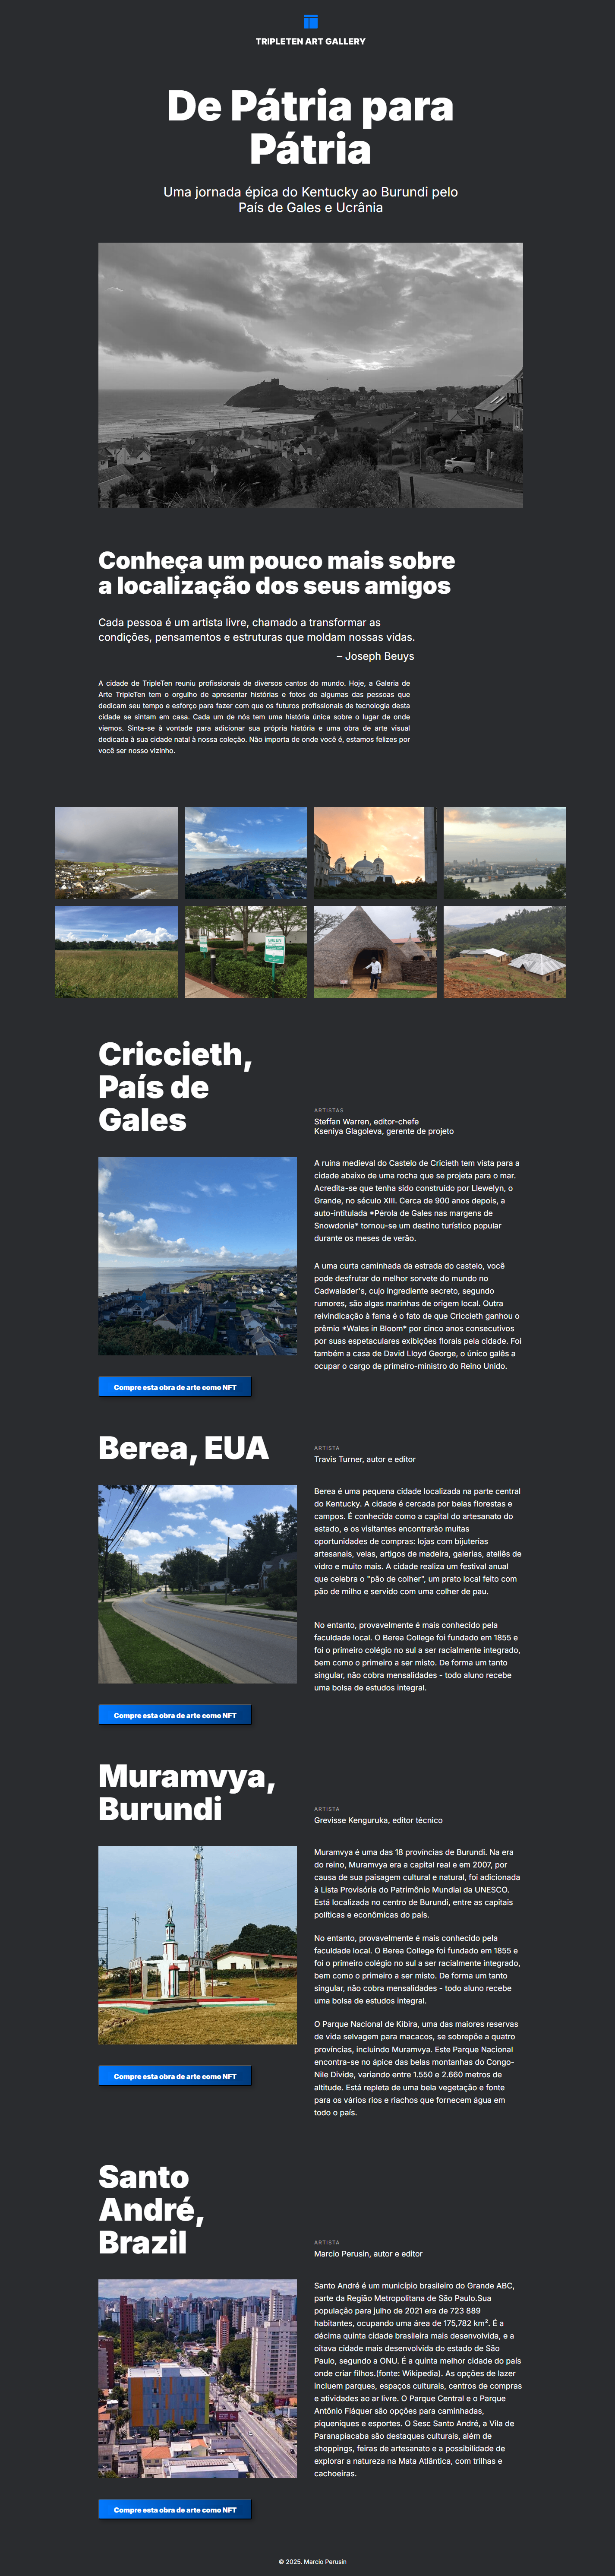 TRIPLETEN ART GALLERY
De Pátria para
Pátria
Uma jornada épica do Kentucky ao Burundi pelo
País de Gales e Ucrânia
Conheça um pouco mais sobre
a localização dos seus amigos
Cada pessoa é um artista livre, chamado a transformar as
condições, pensamentos e estruturas que moldam nossas vidas.
– Joseph Beuys
A cidade de TripleTen reuniu profissionais de diversos cantos do mundo. Hoje, a Galeria de
Arte TripleTen tem o orgulho de apresentar histórias e fotos de algumas das pessoas que
dedicam seu tempo e esforço para fazer com que os futuros profissionais de tecnologia desta
cidade se sintam em casa. Cada um de nós tem uma história única sobre o lugar de onde
viemos. Sinta-se à vontade para adicionar sua própria história e uma obra de arte visual
dedicada à sua cidade natal à nossa coleção. Não importa de onde você é, estamos felizes por
você ser nosso vizinho.
Criccieth,
País de
Gales
ARTISTAS
Steffan Warren, editor-chefe
Kseniya Glagoleva, gerente de projeto
A ruína medieval do Castelo de Cricieth tem vista para a
cidade abaixo de uma rocha que se projeta para o mar.
Acredita-se que tenha sido construído por Llewelyn, o
Grande, no século XIII. Cerca de 900 anos depois, a
auto-intitulada *Pérola de Gales nas margens de
Snowdonia* tornou-se um destino turístico popular
durante os meses de verão.
A uma curta caminhada da estrada do castelo, você
pode desfrutar do melhor sorvete do mundo no
Cadwalader's, cujo ingrediente secreto, segundo
rumores, são algas marinhas de origem local. Outra
reivindicação à fama é o fato de que Criccieth ganhou o
prêmio *Wales in Bloom* por cinco anos consecutivos
por suas espetaculares exibições florais pela cidade. Foi
também a casa de David Lloyd George, o único galês a
ocupar o cargo de primeiro-ministro do Reino Unido.
Compre esta obra de arte como NFT
Berea, EUA
ARTISTA
Travis Turner, autor e editor
Berea é uma pequena cidade localizada na parte central
do Kentucky. A cidade é cercada por belas florestas e
campos. É conhecida como a capital do artesanato do
estado, e os visitantes encontrarão muitas
oportunidades de compras: lojas com bijuterias
artesanais, velas, artigos de madeira, galerias, ateliês de
vidro e muito mais. A cidade realiza um festival anual
que celebra o "pão de colher", um prato local feito com
pão de milho e servido com uma colher de pau.
No entanto, provavelmente é mais conhecido pela
faculdade local. O Berea College foi fundado em 1855 e
foi o primeiro colégio no sul a ser racialmente integrado,
bem como o primeiro a ser misto. De forma um tanto
singular, não cobra mensalidades - todo aluno recebe
uma bolsa de estudos integral.
Compre esta obra de arte como NFT
Muramvya,
Burundi
ARTISTA
Grevisse Kenguruka, editor técnico
Muramvya é uma das 18 províncias de Burundi. Na era
do reino, Muramvya era a capital real e em 2007, por
causa de sua paisagem cultural e natural, foi adicionada
à Lista Provisória do Patrimônio Mundial da UNESCO.
Está localizada no centro de Burundi, entre as capitais
políticas e econômicas do país.
No entanto, provavelmente é mais conhecido pela
faculdade local. O Berea College foi fundado em 1855 e
foi o primeiro colégio no sul a ser racialmente integrado,
bem como o primeiro a ser misto. De forma um tanto
singular, não cobra mensalidades - todo aluno recebe
uma bolsa de estudos integral.
O Parque Nacional de Kibira, uma das maiores reservas
de vida selvagem para macacos, se sobrepõe a quatro
províncias, incluindo Muramvya. Este Parque Nacional
encontra-se no ápice das belas montanhas do Congo-
Nile Divide, variando entre 1.550 e 2.660 metros de
altitude. Está repleta de uma bela vegetação e fonte
para os vários rios e riachos que fornecem água em
todo o país.
Compre esta obra de arte como NFT
Santo
André,
Brazil
ARTISTA
Marcio Perusin, autor e editor
Santo André é um município brasileiro do Grande ABC,
parte da Região Metropolitana de São Paulo.Sua
população para julho de 2021 era de 723 889
habitantes, ocupando uma área de 175,782 km². É a
décima quinta cidade brasileira mais desenvolvida, e a
oitava cidade mais desenvolvida do estado de São
Paulo, segundo a ONU. É a quinta melhor cidade do país
onde criar filhos.(fonte: Wikipedia). As opções de lazer
incluem parques, espaços culturais, centros de compras
e atividades ao ar livre. O Parque Central e o Parque
Antônio Fláquer são opções para caminhadas,
piqueniques e esportes. O Sesc Santo André, a Vila de
Paranapiacaba são destaques culturais, além de
shoppings, feiras de artesanato e a possibilidade de
explorar a natureza na Mata Atlântica, com trilhas e
cachoeiras.
Compre esta obra de arte como NFT
© 2025. Marcio Perusin